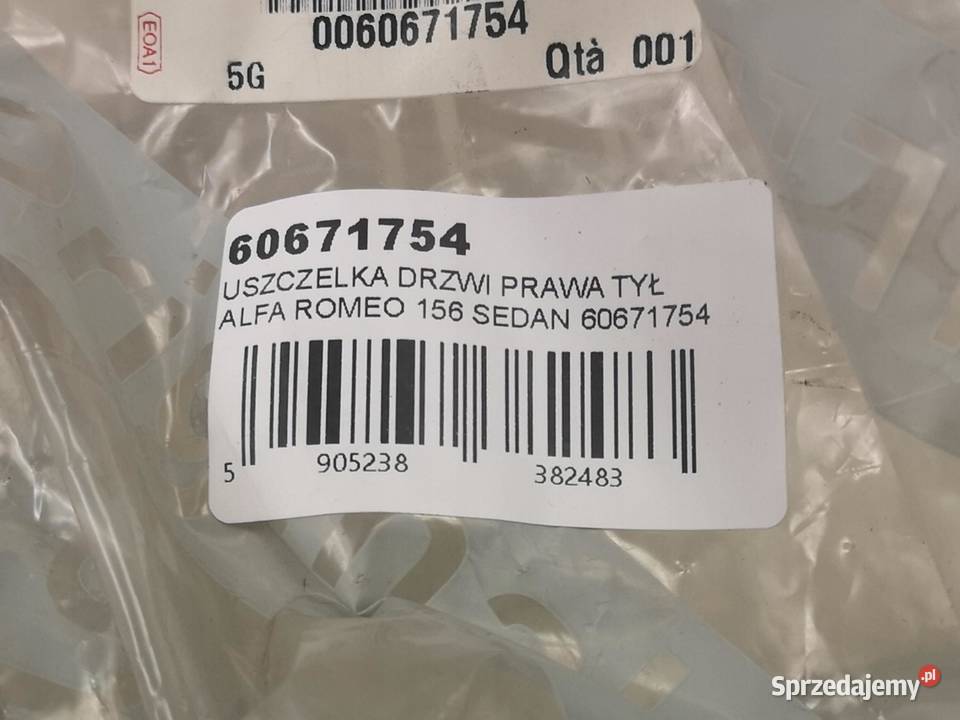 0060671754
EOA1
5G
Qtà 001
60671754
USZCZELKA DRZWI PRAWA TYŁ
ALFA ROMEO 156 SEDAN 60671754
5 905238 382483
Sprzedajemy.pl